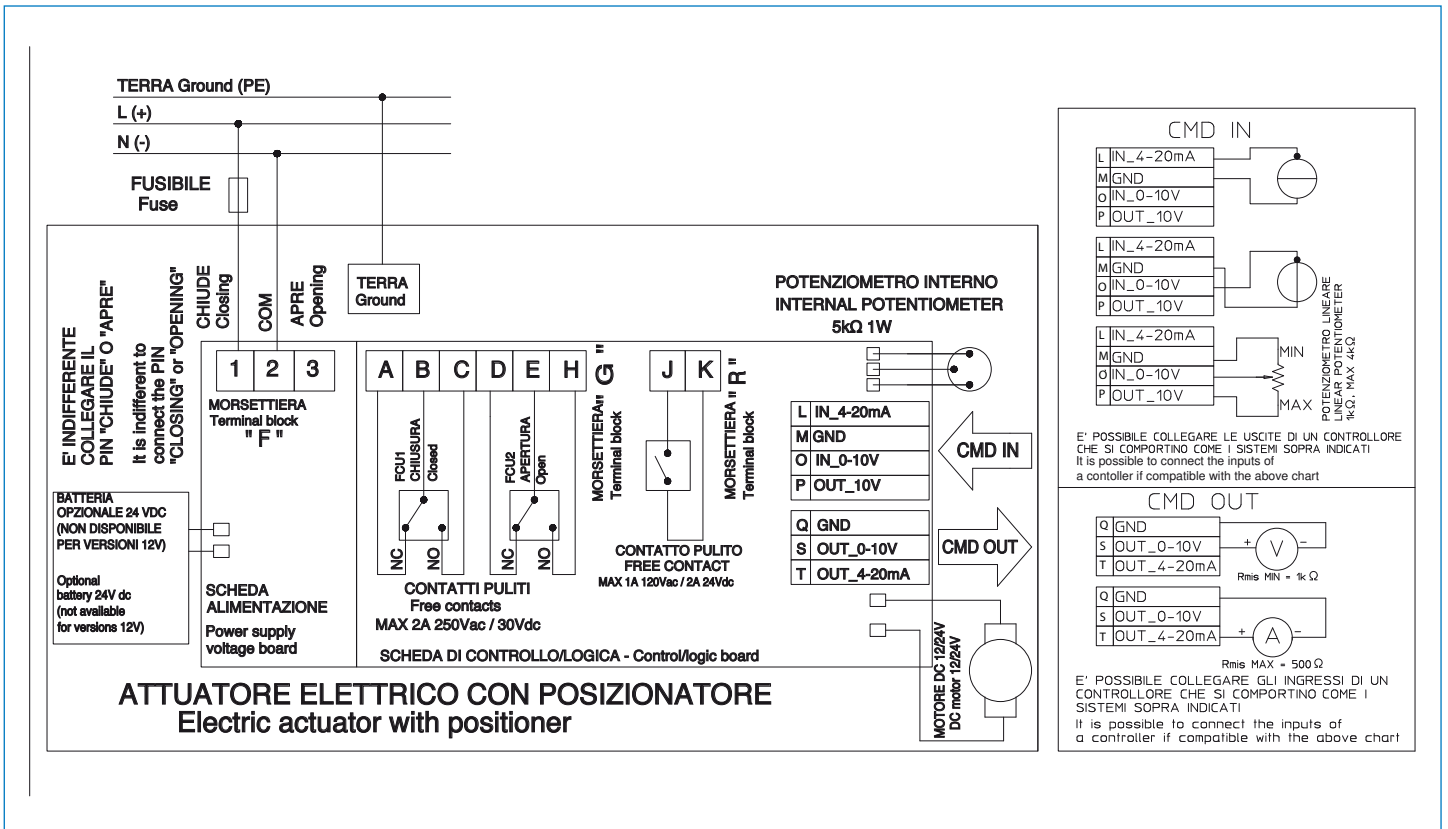 TERRA Ground (PE)
L (+)
N (-)
FUSIBILE
Fuse
E' INDIFFERENTE
COLLEGARE IL
PIN "CHIUDE" O "APRE"
It is indifferent to
connect the PIN
"CLOSING" or "OPENING"
CHIUDE
Closing
COM
APRE
Opening
TERRA
Ground
1 2 3
MORSETTIERA
Terminal block
" F "
A B C D E H
MORSETTIERA" G "
Terminal block
FCU1
CHIUSURA
Closed
FCU2
APERTURA
Open
NC NO NC NO
CONTATTI PULITI
Free contacts
MAX 2A 250Vac / 30Vdc
J K
MORSETTIERA " R "
Terminal block
CONTATTO PULITO
FREE CONTACT
MAX 1A 120Vac / 2A 24Vdc
POTENZIOMETRO INTERNO
INTERNAL POTENTIOMETER
5kΩ 1W
L IN_4-20mA
M GND
O IN_0-10V
P OUT_10V
CMD IN
Q GND
S OUT_0-10V
T OUT_4-20mA
CMD OUT
MOTORE DC 12/24V
DC motor 12/24V
BATTERIA
OPZIONALE 24 VDC
(NON DISPONIBILE
PER VERSIONI 12V)
Optional
battery 24V dc
(not available
for versions 12V)
SCHEDA
ALIMENTAZIONE
Power supply
voltage board
SCHEDA DI CONTROLLO/LOGICA - Control/logic board
ATTUATORE ELETTRICO CON POSIZIONATORE
Electric actuator with positioner
CMD IN
L IN_4-20mA
M GND
O IN_0-10V
P OUT_10V
L IN_4-20mA
M GND
O IN_0-10V
P OUT_10V
L IN_4-20mA
M GND
O IN_0-10V
P OUT_10V
MIN
MAX
POTENZIOMETRO LINEARE
LINEAR POTENTIOMETER
1kΩ. MAX 4kΩ
E' POSSIBILE COLLEGARE LE USCITE DI UN CONTROLLORE
CHE SI COMPORTINO COME I SISTEMI SOPRA INDICATI
It is possible to connect the inputs of
a contoller if compatible with the above chart
CMD OUT
Q GND
S OUT_0-10V
T OUT_4-20mA
+ V -
Rmis MIN = 1k Ω
Q GND
S OUT_0-10V
T OUT_4-20mA
+ A -
Rmis MAX = 500 Ω
E' POSSIBILE COLLEGARE GLI INGRESSI DI UN
CONTROLLORE CHE SI COMPORTINO COME I
SISTEMI SOPRA INDICATI
It is possible to connect the inputs of
a controller if compatible with the above chart